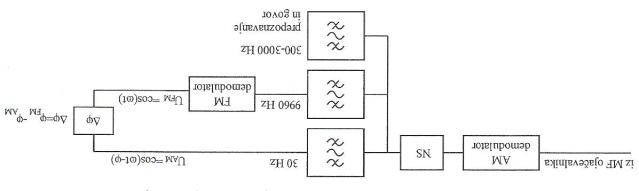 iz MF ojačevalnika
AM
demodulator
NS
30 Hz
U_AM=cos(ωt-φ)
9960 Hz
FM
demodulator
U_FM=cos(ωt)
Δφ
Δφ=φ_FM-φ_AM
300-3000 Hz
prepoznavanje
in govor